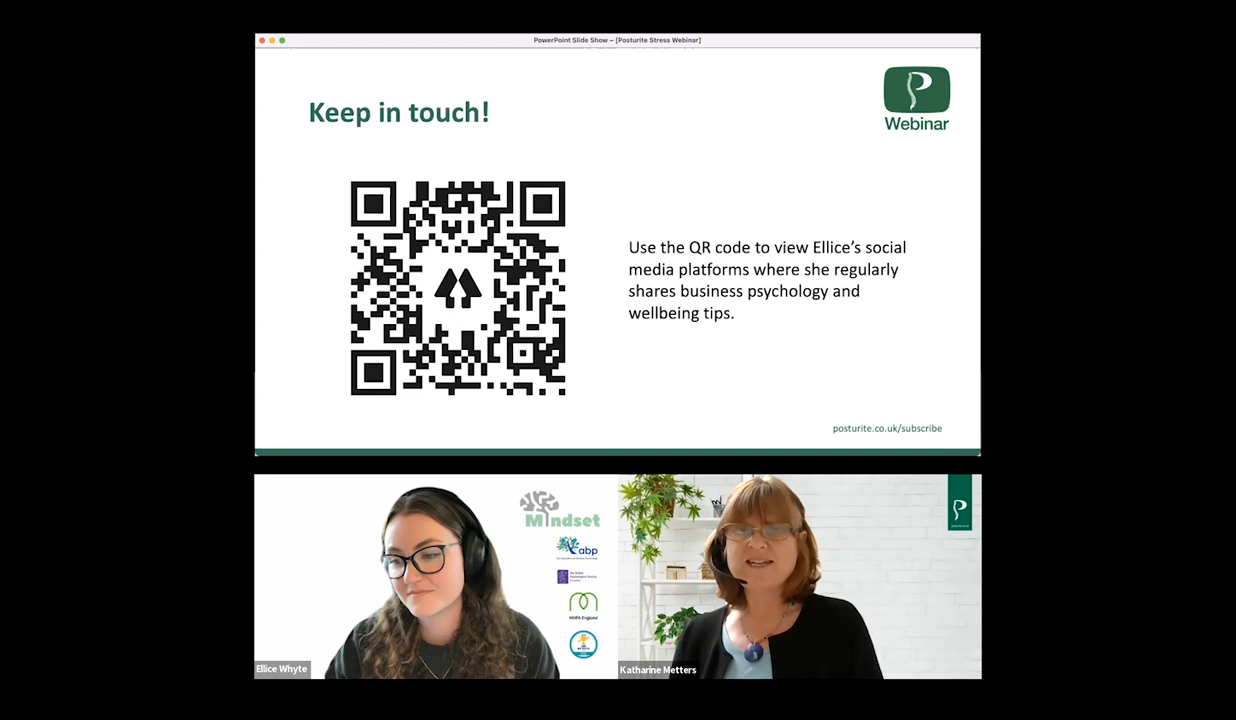 PowerPoint Slide Show – [Posturite Stress Webinar]
Keep in touch!
Webinar
Use the QR code to view Ellice’s social
media platforms where she regularly
shares business psychology and
wellbeing tips.
posturite.co.uk/subscribe
Mindset
abp
MHFA England
Ellice Whyte
Katharine Metters